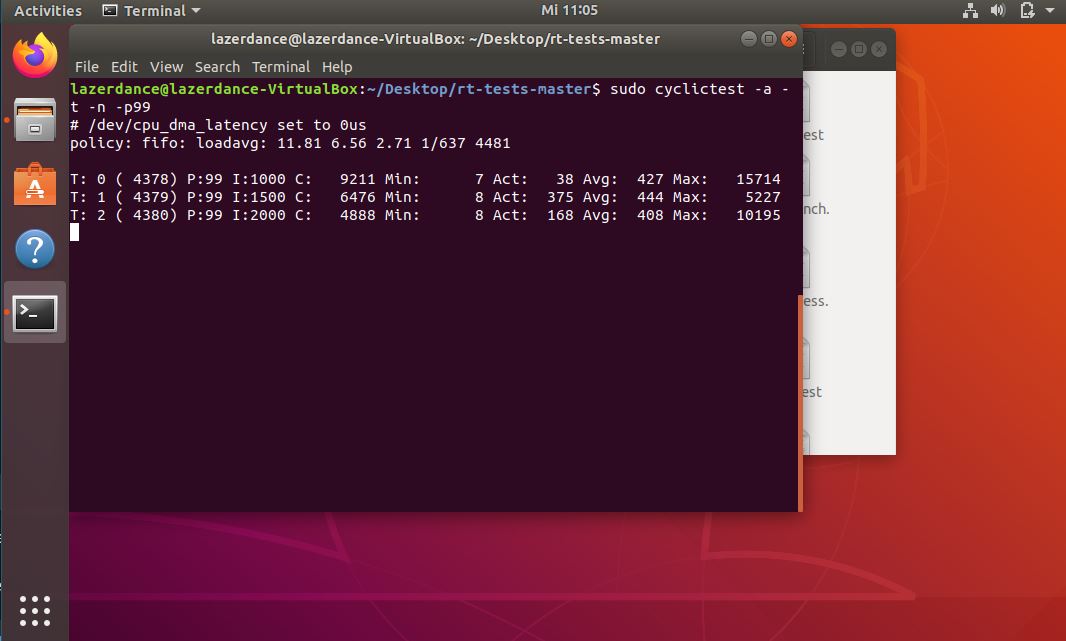 Activities Terminal Mi 11:05
lazerdance@lazerdance-VirtualBox: ~/Desktop/rt-tests-master
File Edit View Search Terminal Help
lazerdance@lazerdance-VirtualBox:~/Desktop/rt-tests-master$ sudo cyclictest -a -
t -n -p99
# /dev/cpu_dma_latency set to 0us
policy: fifo: loadavg: 11.81 6.56 2.71 1/637 4481
T: 0 ( 4378) P:99 I:1000 C: 9211 Min: 7 Act: 38 Avg: 427 Max: 15714
T: 1 ( 4379) P:99 I:1500 C: 6476 Min: 8 Act: 375 Avg: 444 Max: 5227
T: 2 ( 4380) P:99 I:2000 C: 4888 Min: 8 Act: 168 Avg: 408 Max: 10195
est
nch.
ess.
est